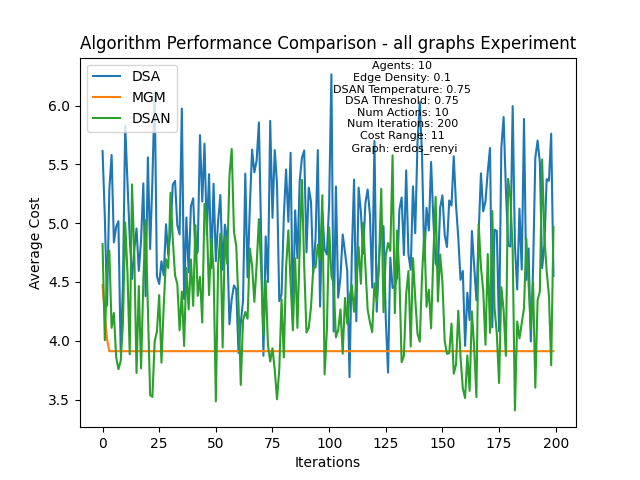 Algorithm Performance Comparison - all graphs Experiment
DSA
MGM
DSAN
Agents: 10
Edge Density: 0.1
DSAN Temperature: 0.75
DSA Threshold: 0.75
Num Actions: 10
Num Iterations: 200
Cost Range: 11
Graph: erdos_renyi
Average Cost
6.0
5.5
5.0
4.5
4.0
3.5
0 25 50 75 100 125 150 175 200
Iterations